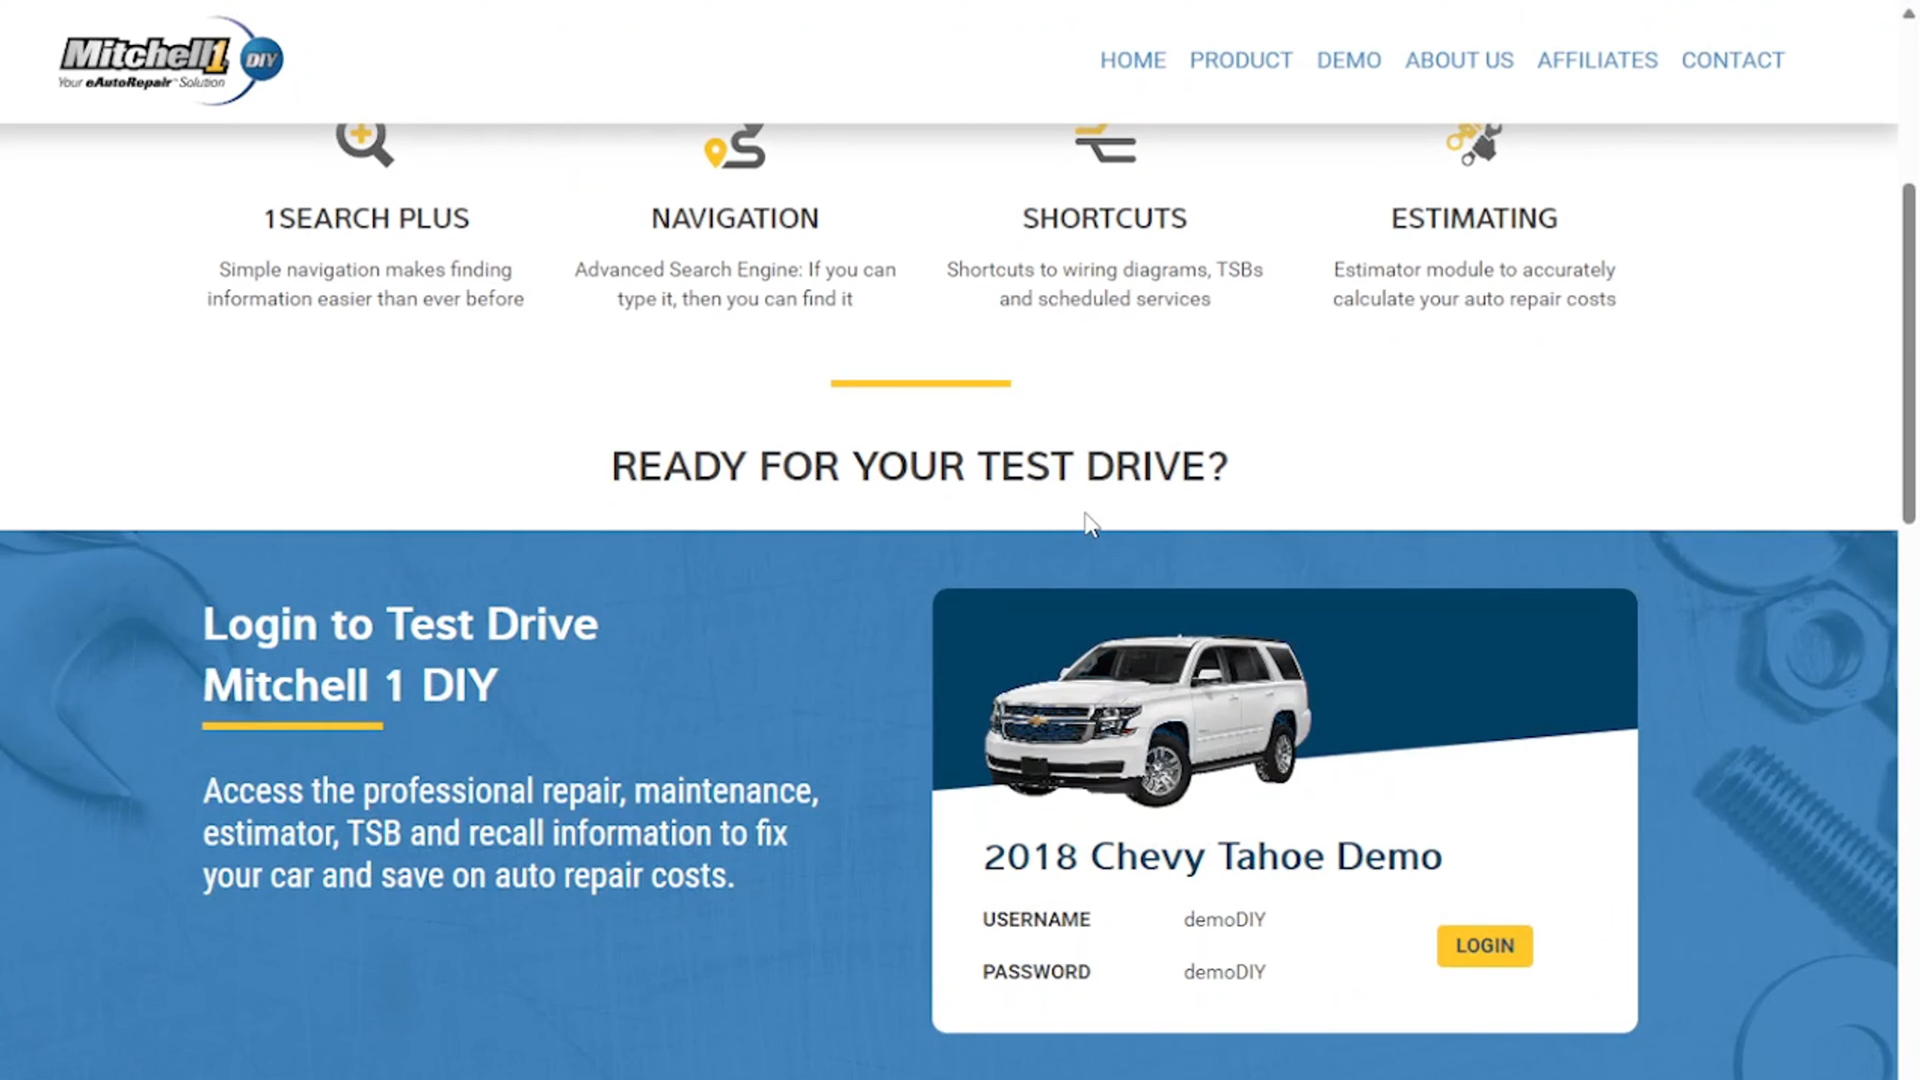 Mitchell1 DIY
Your eAutoRepair™ Solution
HOME PRODUCT DEMO ABOUT US AFFILIATES CONTACT
1SEARCH PLUS
Simple navigation makes finding
information easier than ever before
NAVIGATION
Advanced Search Engine: If you can
type it, then you can find it
SHORTCUTS
Shortcuts to wiring diagrams, TSBs
and scheduled services
ESTIMATING
Estimator module to accurately
calculate your auto repair costs
READY FOR YOUR TEST DRIVE?
Login to Test Drive
Mitchell 1 DIY
Access the professional repair, maintenance,
estimator, TSB and recall information to fix
your car and save on auto repair costs.
2018 Chevy Tahoe Demo
USERNAME demoDIY
PASSWORD demoDIY
LOGIN